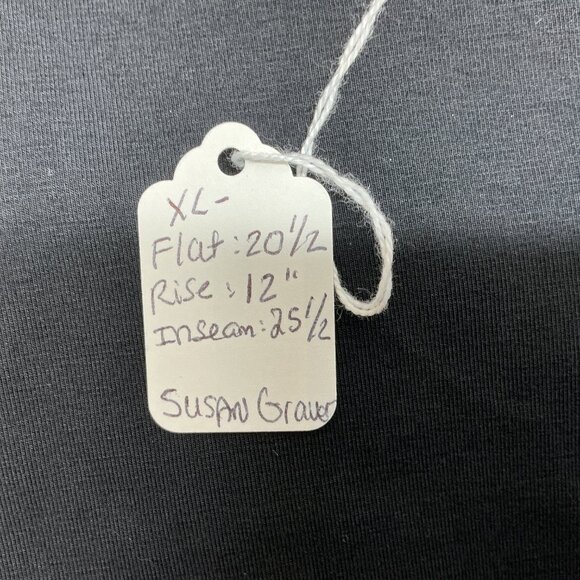 XL-
Flat: 20 1/2
Rise: 12"
Inseam: 25 1/2
SUSAN Graver